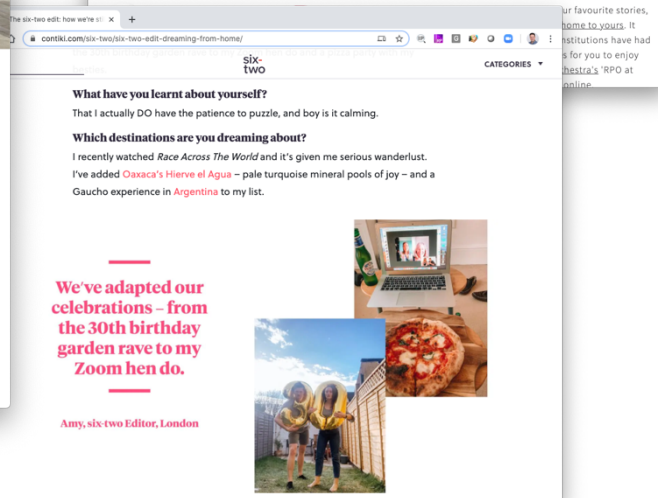 The six-two edit: how we're st
contiki.com/six-two/six-two-edit-dreaming-from-home/
six-
two
CATEGORIES
What have you learnt about yourself?
That I actually DO have the patience to puzzle, and boy is it calming.
Which destinations are you dreaming about?
I recently watched Race Across The World and it's given me serious wanderlust.
I've added Oaxaca's Hierve el Agua – pale turquoise mineral pools of joy – and a
Gaucho experience in Argentina to my list.
We've adapted our
celebrations – from
the 30th birthday
garden rave to my
Zoom hen do.
Amy, six-two Editor, London
ur favourite stories,
home to yours. It
nstitutions have had
s for you to enjoy
hestra's 'RPO at
online.